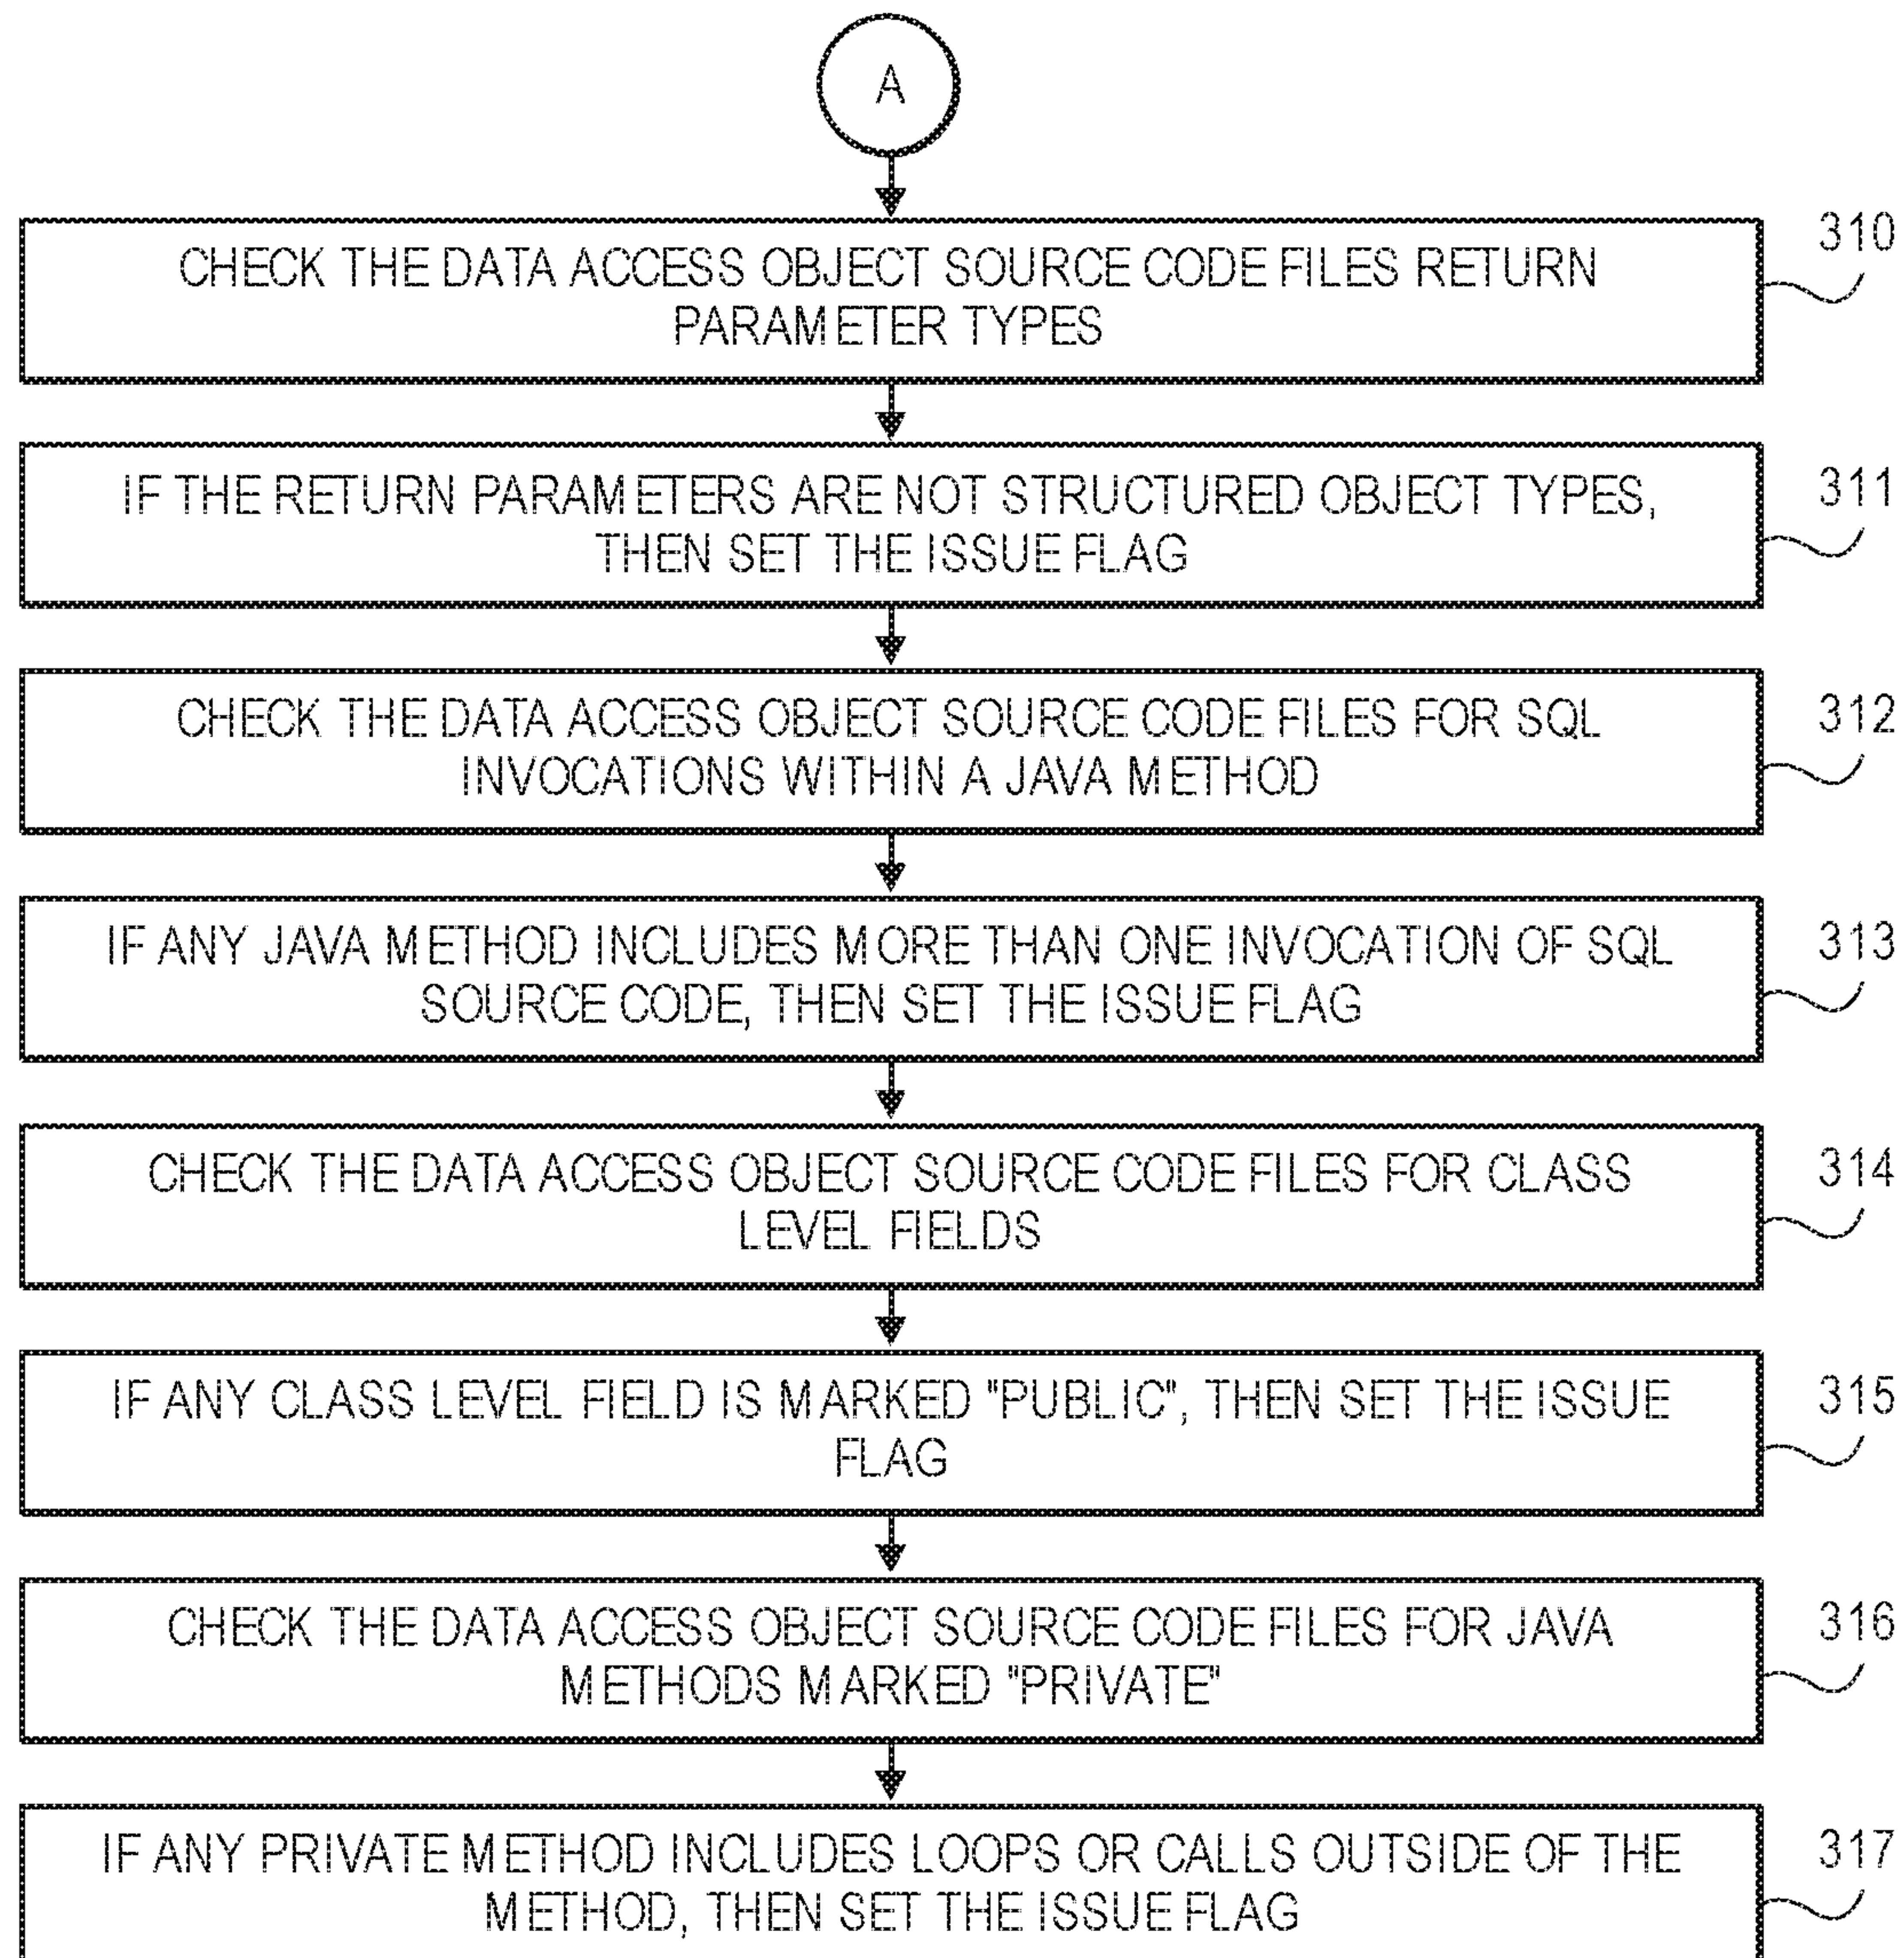 A
310
CHECK THE DATA ACCESS OBJECT SOURCE CODE FILES RETURN
PARAMETER TYPES
311
IF THE RETURN PARAMETERS ARE NOT STRUCTURED OBJECT TYPES,
THEN SET THE ISSUE FLAG
312
CHECK THE DATA ACCESS OBJECT SOURCE CODE FILES FOR SQL
INVOCATIONS WITHIN A JAVA METHOD
313
IF ANY JAVA METHOD INCLUDES MORE THAN ONE INVOCATION OF SQL
SOURCE CODE, THEN SET THE ISSUE FLAG
314
CHECK THE DATA ACCESS OBJECT SOURCE CODE FILES FOR CLASS
LEVEL FIELDS
315
IF ANY CLASS LEVEL FIELD IS MARKED "PUBLIC", THEN SET THE ISSUE
FLAG
316
CHECK THE DATA ACCESS OBJECT SOURCE CODE FILES FOR JAVA
METHODS MARKED "PRIVATE"
317
IF ANY PRIVATE METHOD INCLUDES LOOPS OR CALLS OUTSIDE OF THE
METHOD, THEN SET THE ISSUE FLAG